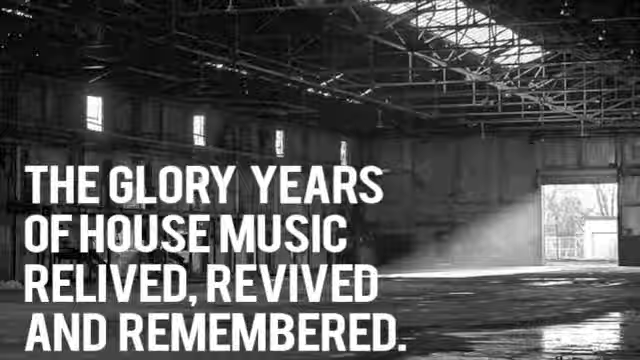 THE GLORY YEARS
OF HOUSE MUSIC
RELIVED, REVIVED
AND REMEMBERED.